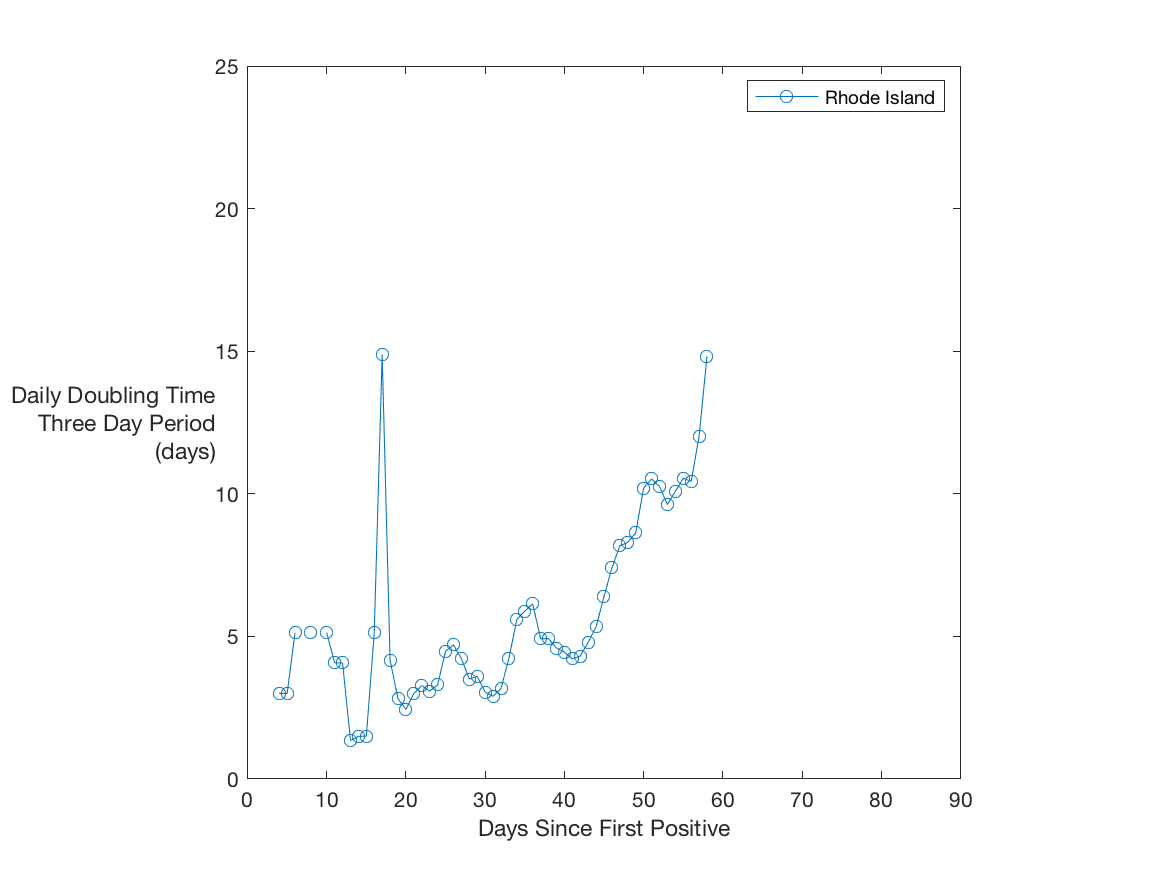 25
Rhode Island
20
15
Daily Doubling Time
Three Day Period
(days)
10
5
0
0 10 20 30 40 50 60 70 80 90
Days Since First Positive